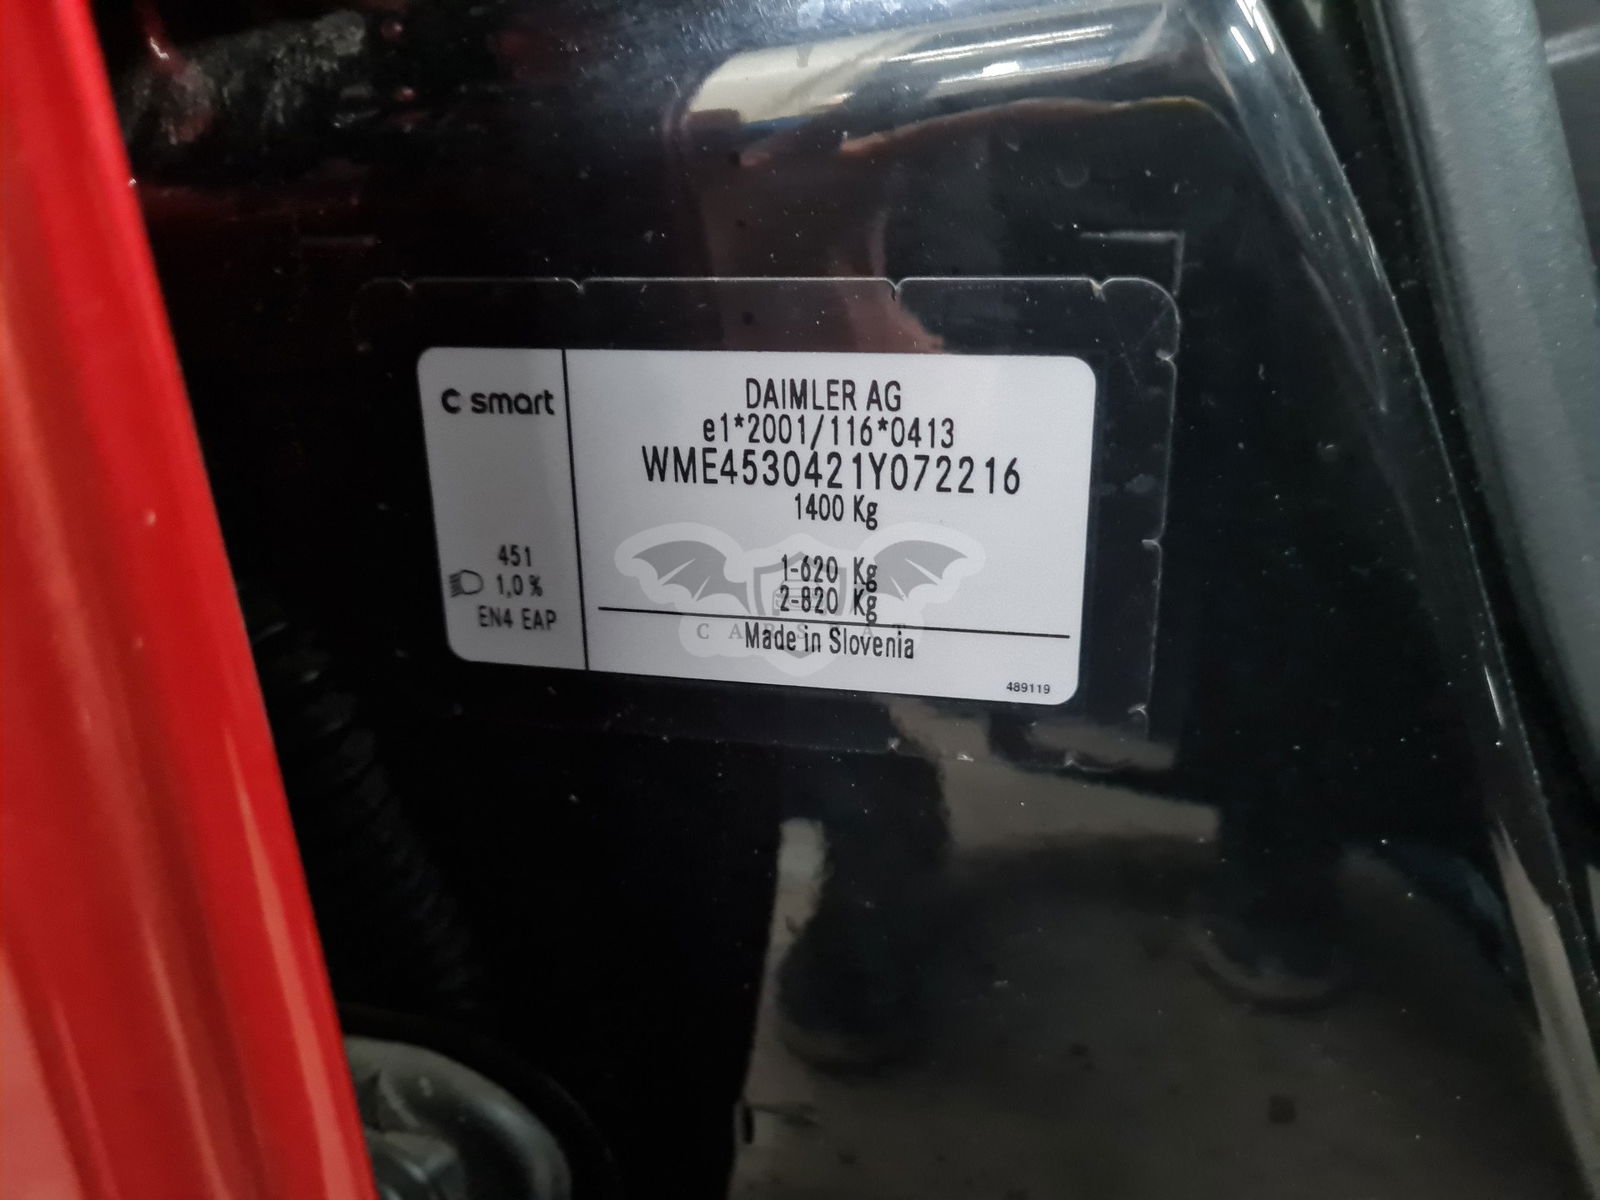 smart
DAIMLER AG
e1*2001/116*0413
WME4530421Y072216
1400 Kg
1-620 Kg
2-820 Kg
451
1,0 %
EN4 EAP
Made in Slovenia
489119